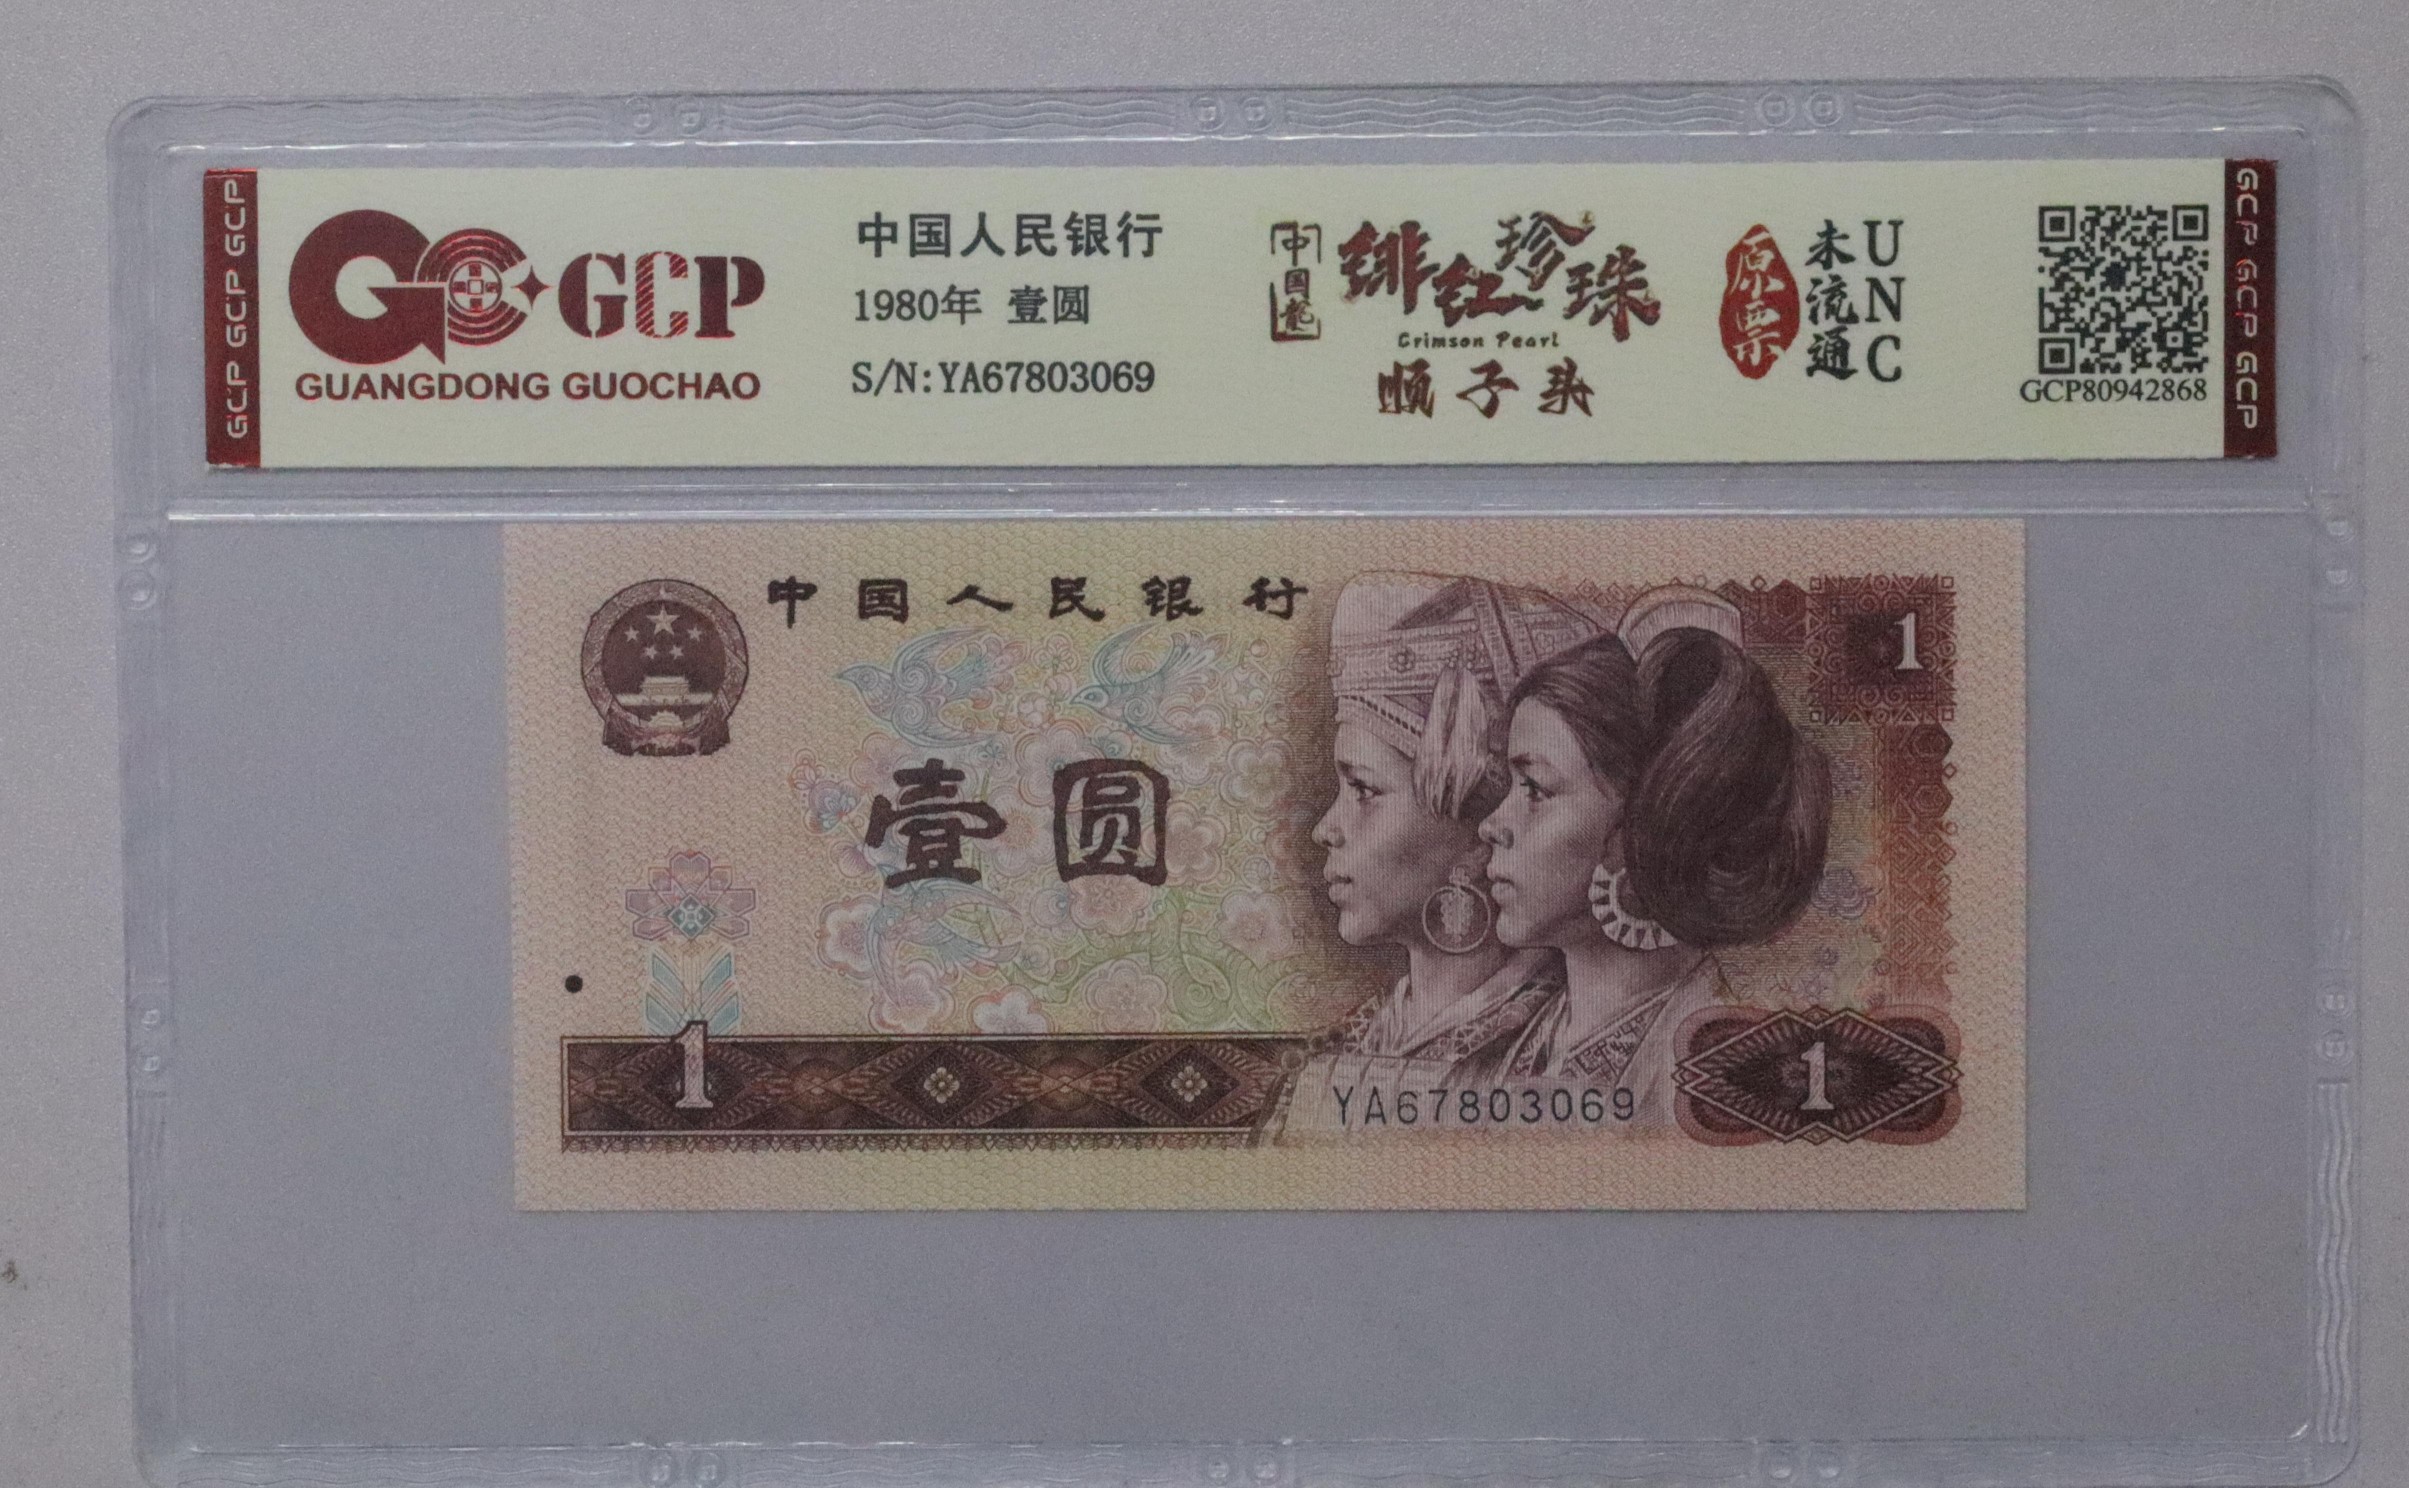 GCP GCP GCP
GCP
GUANGDONG GUOCHAO
中国人民银行
1980年 壹圆
S/N:YA67803069
中国龙
绯红珍珠
Crimson Pearl
顺子头
原票
未流通
UNC
GCP80942868
GCP GCP GCP
中国人民银行
1
壹圆
1
YA67803069
1